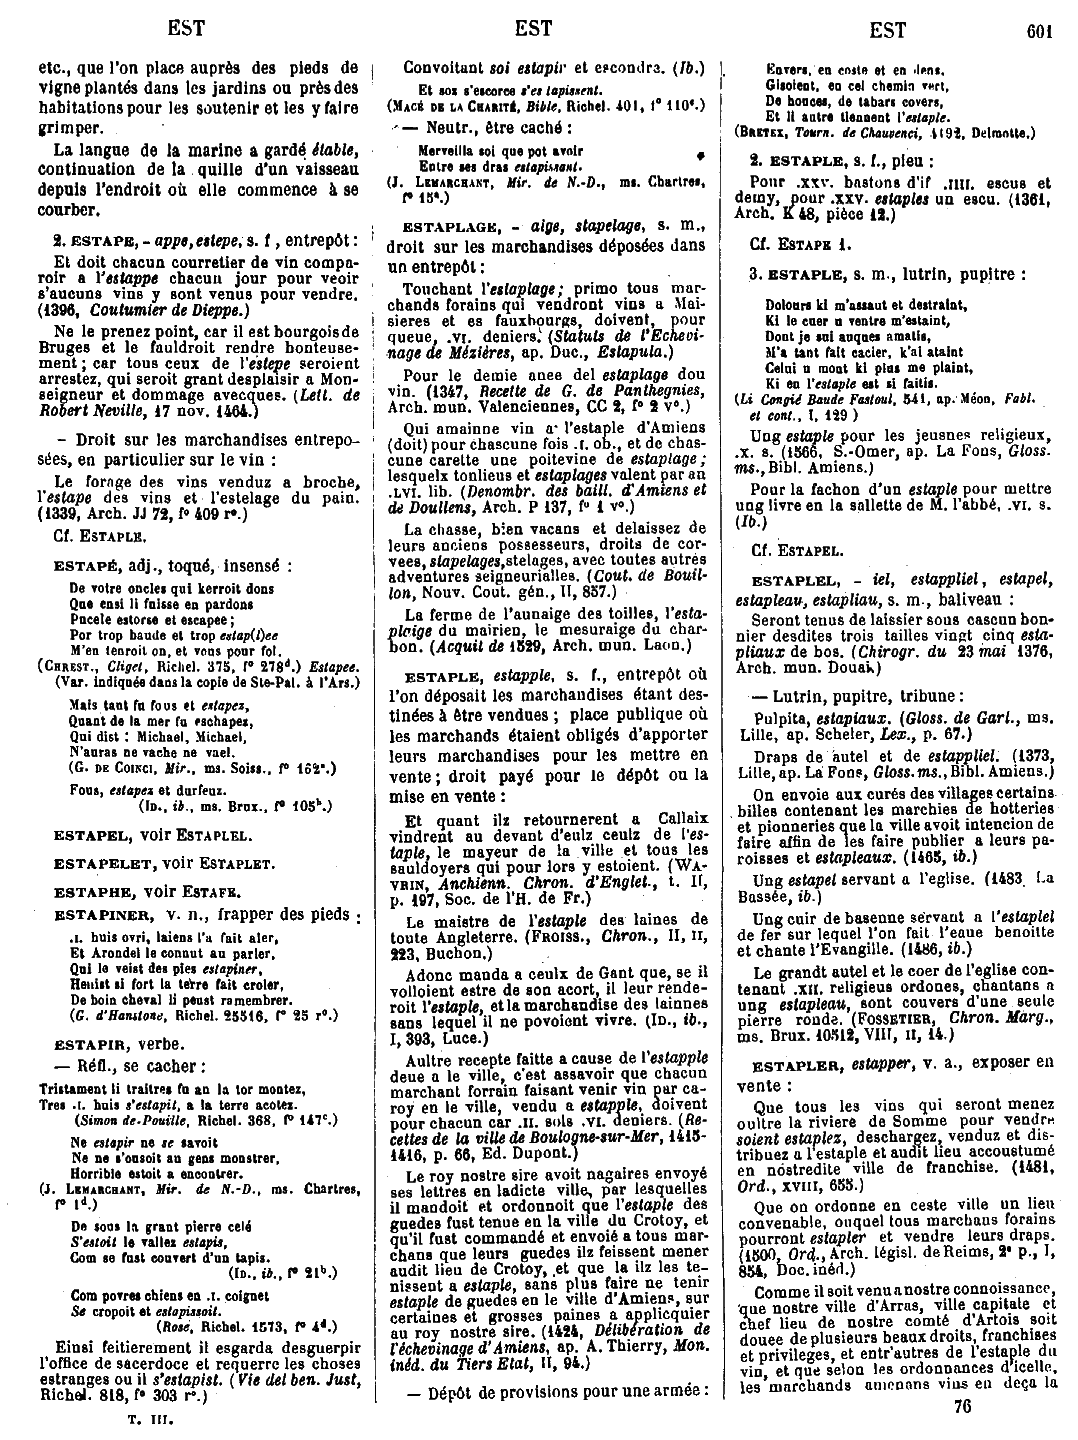 EST
EST
EST
601
etc., que l'on place auprès des pieds de
vigne plantés dans les jardins ou près des
habitations pour les soutenir et les y faire
grimper.
La langue de la marine a gardé étable,
continuation de la quille d'un vaisseau
depuis l'endroit où elle commence à se
courber.
2. ESTAPE, - appe, estepe, s. f., entrepôt :
Et doit chacun courretier de vin compa-
roir a l'estappe chacun jour pour veoir
s'aucuns vins y sont venus pour vendre.
(1396, Coutumier de Dieppe.)
Ne le prenez point, car il est bourgois de
Bruges et le fauldroit rendre honteuse-
ment ; car tous ceux de l'estepe seroient
arrestez, qui seroit grant desplaisir a Mon-
seigneur et dommage avecques. (Lett. de
Robert Neville, 17 nov. 1464.)
– Droit sur les marchandises entrepo-
sées, en particulier sur le vin :
Le forage des vins venduz a broche,
l'estape des vins et l'estelage du pain.
(1339, Arch. JJ 72, f° 409 r°.)
Cf. ESTAPLE.
ESTAPÉ, adj., toqué, insensé :
De votre oncles qui kerroit dons
Que ensi li fuisse en pardons
Pucele estorse et escapee ;
Por trop baude et trop estap(l)ee
M'en tenroit on, et vous pour fol.
(CHREST., Cliget, Richel. 375, f° 278ᵈ.) Estapee.
(Var. indiquée dans la copie de Ste-Pal. à l'Ars.)
Mais tant fu fous et estapez,
Quant de la mer fu eschapez,
Qui dist : Michael, Michael,
N'auras ne vache ne vael.
(G. DE COINCI, Mir., ms. Soiss., f° 162ᵃ.)
Fous, estapez et durfeuz.
(ID., ib., ms. Brux., f° 105ᵇ.)
ESTAPEL, voir ESTAPLEL.
ESTAPELET, voir ESTAPLET.
ESTAPHE, voir ESTAFE.
ESTAPINER, v. n., frapper des pieds :
.I. huis ovri, laiens l'a fait aler,
Et Arondel le connut au parler,
Qui le veist des pies estapiner,
Henist si fort la terre fait croler,
De boin cheval li peust ramembrer.
(G. d'Hanstone, Richel. 25516, f° 25 r°.)
ESTAPIR, verbe.
— Réfl., se cacher :
Tristament li traitres fu an la tor montez,
Tres .I. huis s'estapit, a la terre acotez.
(Simon de Pouille, Richel. 368, f° 147ᶜ.)
Ne estapir ne se savoit
Ne ne s'ousoit au gens monstrer,
Horrible estoit a encontrer.
(J. LEMARCHANT, Mir. de N.-D., ms. Chartres,
f° 1ᵈ.)
De sous la grant pierre celé
S'estoit le vallez estapis,
Com se fust couvert d'un tapis.
(ID., ib., f° 21ᵇ.)
Com povres chiens en .I. coignet
Se cropoit et estapissoit.
(Rose, Richel. 1573, f° 4ᵈ.)
Einsi feitierement il esgarda desguerpir
l'office de sacerdoce et requerre les choses
estranges ou il s'estapist. (Vie del ben. Just,
Richel. 818, f° 303 r°.)
T. III.
Convoitant soi estapir et escondra. (Ib.)
Et sos s'escorce s'es tapissent.
(MACÉ DE LA CHARITÉ, Bible, Richel. 401, f° 110ᵉ.)
— Neutr., être caché :
Merveilla soi que pot avoir
Entre ses dras estapissant.
(J. LEMARCHANT, Mir. de N.-D., ms. Chartres,
f° 15ᵃ.)
ESTAPLAGE, - aige, stapelage, s. m.,
droit sur les marchandises déposées dans
un entrepôt :
Touchant l'estaplage ; primo tous mar-
chands forains qui vendront vins a Mai-
sieres et es fauxbourgs, doivent, pour
queue, .VI. deniers. (Statuts de l'Echevi-
nage de Mézières, ap. Duc., Estapula.)
Pour le demie anee del estaplage dou
vin. (1347, Recette de G. de Panthegnies,
Arch. mun. Valenciennes, CC 2, f° 2 v°.)
Qui amainne vin a l'estaple d'Amiens
(doit) pour chascune fois .I. ob., et de chas-
cune carette une poitevine de estaplage ;
lesquelx tonlieus et estaplages valent par an
.LVI. lib. (Denombr. des baill. d'Amiens et
de Doullens, Arch. P 137, f° 1 v°.)
La chasse, bien vacans et delaissez de
leurs anciens possesseurs, droits de cor-
vees, stapelages, stelages, avec toutes autres
adventures seigneurialles. (Cout. de Bouil-
lon, Nouv. Cout. gén., II, 857.)
La ferme de l'aunaige des toilles, l'esta-
plaige du mairien, le mesuraige du char-
bon. (Acquit de 1529, Arch. mun. Laon.)
ESTAPLE, estapple, s. f., entrepôt où
l'on déposait les marchandises étant des-
tinées à être vendues ; place publique où
les marchands étaient obligés d'apporter
leurs marchandises pour les mettre en
vente ; droit payé pour le dépôt ou la
mise en vente :
Et quant ilz retournerent a Callaix
vindrent au devant d'eulz ceulz de l'es-
taple, le mayeur de la ville et tous les
sauldoyers qui pour lors y estoient. (WA-
VRIN, Anchienn. Chron. d'Englet., t. II,
p. 197, Soc. de l'H. de Fr.)
Le maistre de l'estaple des laines de
toute Angleterre. (FROISS., Chron., II, II,
223, Buchon.)
Adonc manda a ceulx de Gant que, se il
volloient estre de son acort, il leur rende-
roit l'estaple, et la marchandise des lainnes
sans lequel il ne povoient vivre. (ID., ib.,
I, 393, Luce.)
Aultre recepte faitte a cause de l'estapple
deue a le ville, c'est assavoir que chacun
marchant forrain faisant venir vin par ca-
roy en le ville, vendu a estapple, doivent
pour chacun car .II. sols .VI. deniers. (Re-
cettes de la ville de Boulogne-sur-Mer, 1415-
1416, p. 66, Ed. Dupont.)
Le roy nostre sire avoit nagaires envoyé
ses lettres en ladicte ville, par lesquelles
il mandoit et ordonnoit que l'estaple des
guedes fust tenue en la ville du Crotoy, et
qu'il fust commandé et envoié a tous mar-
chans que leurs guedes ilz feissent mener
audit lieu de Crotoy, et que la ilz les te-
nissent a estaple, sans plus faire ne tenir
estaple de guedes en le ville d'Amiens, sur
certaines et grosses paines a applicquier
au roy nostre sire. (1424, Délibération de
l'échevinage d'Amiens, ap. A. Thierry, Mon.
inéd. du Tiers Etat, II, 94.)
— Dépôt de provisions pour une armée :
Envers, en coste et en dens,
Gisoient, en cel chemin vert,
De houces, de tabars covers,
Et li autre tiennent l'estaple.
(BRETEX, Tourn. de Chauvenci, 4192, Delmotte.)
2. ESTAPLE, s. f., pieu :
Pour .XXV. bastons d'if .IIII. escus et
demy, pour .XXV. estaples un escu. (1361,
Arch. K 48, pièce 12.)
Cf. ESTAPE 1.
3. ESTAPLE, s. m., lutrin, pupitre :
Dolours ki m'assaut et destraint,
Ki le cuer u ventre m'estaint,
Dont je sui auques amatis,
M'a tant fait cacier, k'ai ataint
Celui u mont ki plus me plaint,
Ki en l'estaple est si faitis.
(Li Congié Baude Fastoul, 541, ap. Méon, Fabl.
et cont., I, 129)
Ung estaple pour les jeusnes religieux,
.X. s. (1566, S.-Omer, ap. La Fons, Gloss.
ms., Bibl. Amiens.)
Pour la fachon d'un estaple pour mettre
ung livre en la sallette de M. l'abbé, .VI. s.
(Ib.)
Cf. ESTAPEL.
ESTAPLEL, - iel, estappliel, estapel,
estapleau, estapliau, s. m., baliveau :
Seront tenus de laissier sous cascun bon-
nier desdites trois tailles vingt cinq esta-
pliaux de bos. (Chirogr. du 23 mai 1376,
Arch. mun. Douai.)
— Lutrin, pupitre, tribune :
Pulpita, estapiaux. (Gloss. de Garl., ms.
Lille, ap. Scheler, Lex., p. 67.)
Draps de autel et de estappliel. (1373,
Lille, ap. La Fons, Gloss. ms., Bibl. Amiens.)
On envoie aux curés des villages certains
billes contenant les marchies de hotteries
et pionneries que la ville avoit intencion de
faire affin de les faire publier a leurs pa-
roisses et estapleaux. (1465, ib.)
Ung estapel servant a l'eglise. (1483. La
Bassée, ib.)
Ung cuir de basenne servant a l'estaplel
de fer sur lequel l'on fait l'eaue benoitte
et chante l'Evangille. (1486, ib.)
Le grandt autel et le coer de l'eglise con-
tenant .XII. religieus ordones, chantans a
ung estapleau, sont couvers d'une seule
pierre ronde. (FOSSETIER, Chron. Marg.,
ms. Brux. 10512, VIII, II, 14.)
ESTAPLER, estapper, v. a., exposer en
vente :
Que tous les vins qui seront menez
oultre la riviere de Somme pour vendre
soient estaplez, deschargez, venduz et dis-
tribuez a l'estaple et audit lieu accoustumé
en nostredite ville de franchise. (1481,
Ord., XVIII, 655.)
Que on ordonne en ceste ville un lieu
convenable, ouquel tous marchans forains
pourront estapler et vendre leurs draps.
(1500, Ord., Arch. législ. de Reims, 2ᵉ p., I,
854, Doc. inéd.)
Comme il soit venu a nostre connoissance,
que nostre ville d'Arras, ville capitale et
chef lieu de nostre comté d'Artois soit
douee de plusieurs beaux droits, franchises
et privileges, et entr'autres de l'estaple du
vin, et que selon les ordonnances d'icelle,
les marchands amenans vins en deça la
76